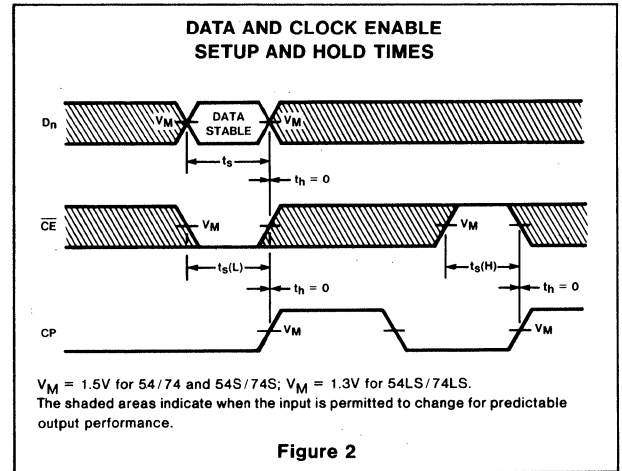 DATA AND CLOCK ENABLE
SETUP AND HOLD TIMES
Dn
VM
DATA
STABLE
VM
ts
th = 0
CE
VM
VM
ts(L)
ts(H)
th = 0
th = 0
CP
VM
VM
VM = 1.5V for 54/74 and 54S/74S; VM = 1.3V for 54LS/74LS.
The shaded areas indicate when the input is permitted to change for predictable
output performance.
Figure 2